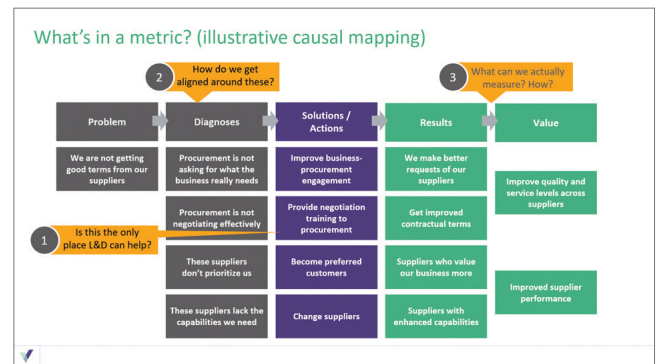 What's in a metric? (illustrative causal mapping)
2
How do we get
aligned around these?
3
What can we actually
measure? How?
Problem
Diagnoses
Solutions /
Actions
Results
Value
We are not getting
good terms from our
suppliers
Procurement is not
asking for what the
business really needs
Improve business-
procurement
engagement
We make better
requests of our
suppliers
Improve quality and
service levels across
suppliers
1
Is this the only
place L&D can help?
Procurement is not
negotiating effectively
Provide negotiation
training to
procurement
Get improved
contractual terms
These suppliers
don't prioritize us
Become preferred
customers
Suppliers who value
our business more
Improved supplier
performance
These suppliers lack the
capabilities we need
Change suppliers
Suppliers with
enhanced capabilities